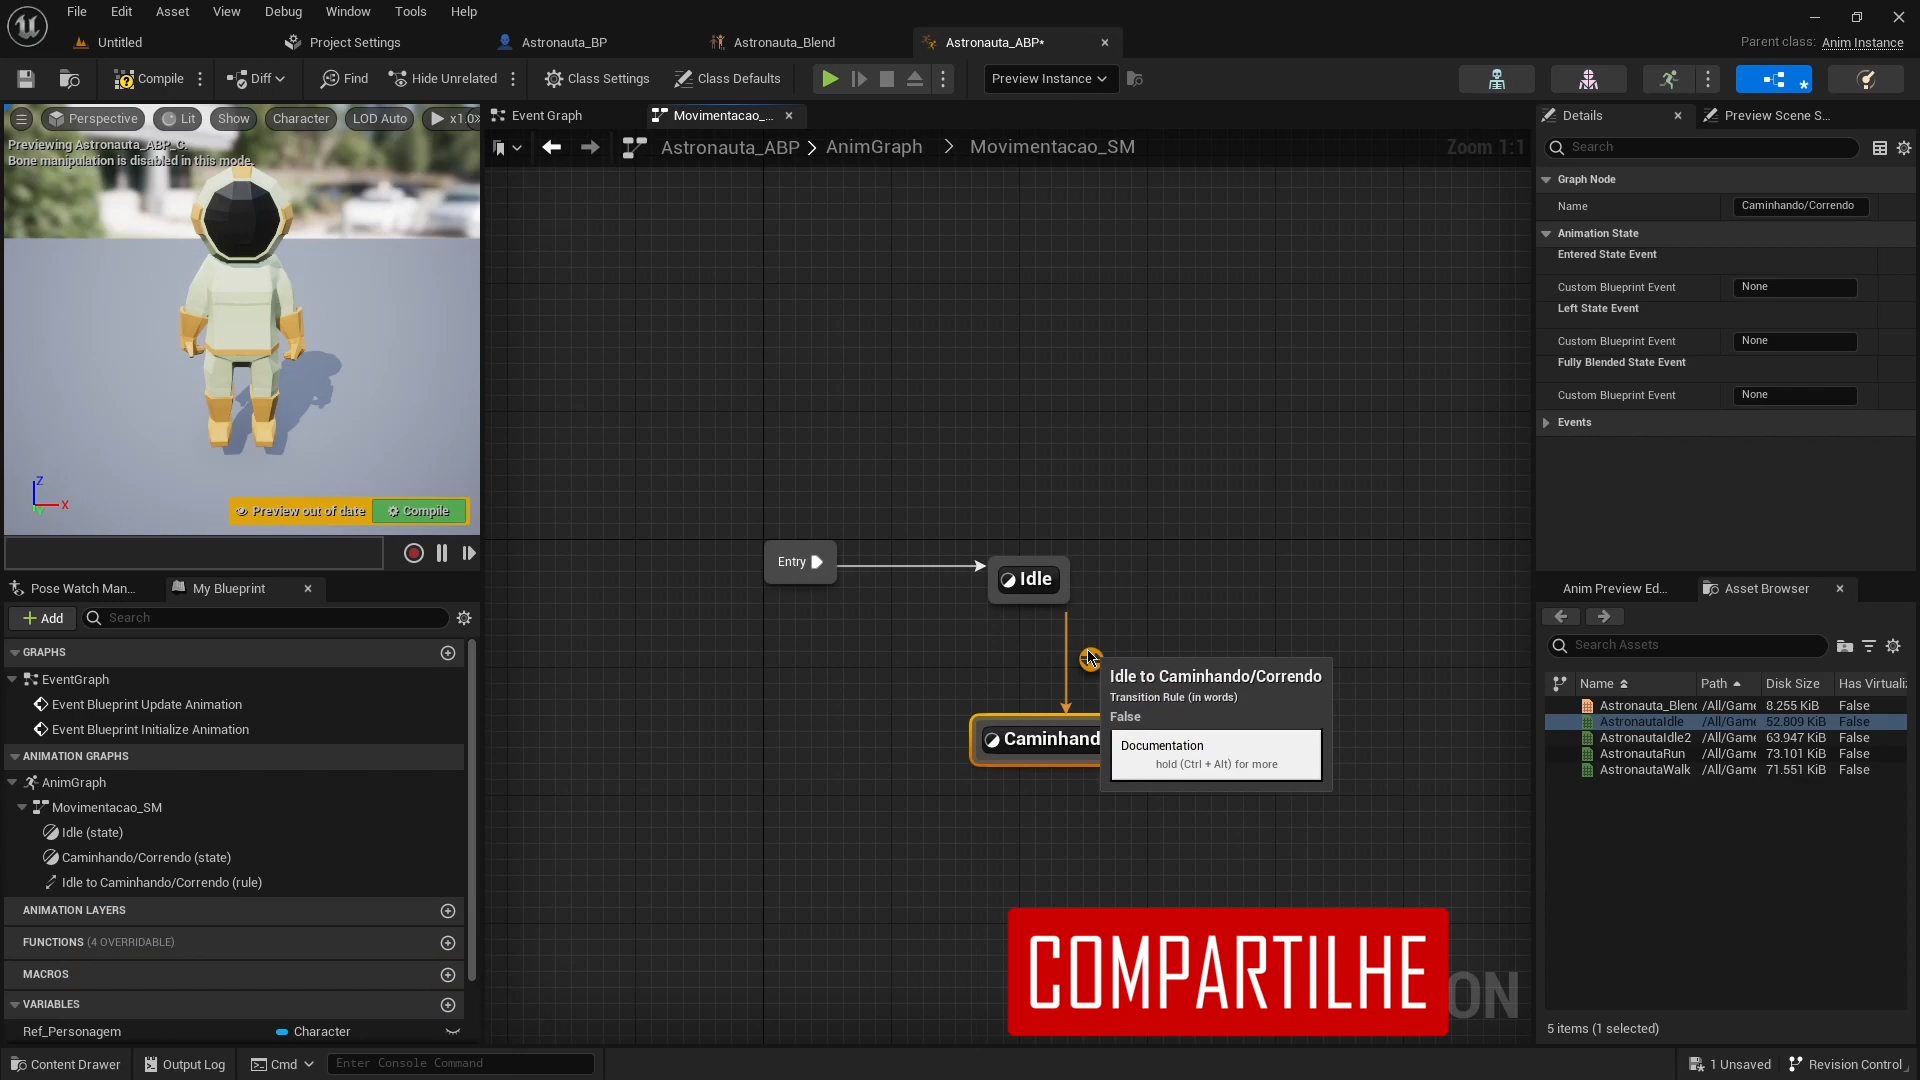 File Edit Asset View Debug Window Tools Help
Untitled Project Settings Astronauta_BP Astronauta_Blend Astronauta_ABP* Parent class: Anim Instance
Compile Diff Find Hide Unrelated Class Settings Class Defaults Preview Instance
Perspective Lit Show Character LOD Auto x1.0
Previewing Astronauta_ABP_C.
Bone manipulation is disabled in this mode.
Z
X
Preview out of date Compile
Pose Watch Man... My Blueprint
Add Search
GRAPHS
EventGraph
Event Blueprint Update Animation
Event Blueprint Initialize Animation
ANIMATION GRAPHS
AnimGraph
Movimentacao_SM
Idle (state)
Caminhando/Correndo (state)
Idle to Caminhando/Correndo (rule)
ANIMATION LAYERS
FUNCTIONS (4 OVERRIDABLE)
MACROS
VARIABLES
Ref_Personagem Character
Event Graph Movimentacao_...
Astronauta_ABP > AnimGraph > Movimentacao_SM Zoom 1:1
Entry
Idle
Caminhand
Idle to Caminhando/Correndo
Transition Rule (in words)
False
Documentation
hold (Ctrl + Alt) for more
COMPARTILHE
ON
Details Preview Scene S...
Search
Graph Node
Name Caminhando/Correndo
Animation State
Entered State Event
Custom Blueprint Event None
Left State Event
Custom Blueprint Event None
Fully Blended State Event
Custom Blueprint Event None
Events
Anim Preview Ed... Asset Browser
Search Assets
Name Path Disk Size Has Virtuali
Astronauta_Blend /All/Game 8.255 KiB False
AstronautaIdle /All/Game 52.809 KiB False
AstronautaIdle2 /All/Game 63.947 KiB False
AstronautaRun /All/Game 73.101 KiB False
AstronautaWalk /All/Game 71.551 KiB False
5 items (1 selected)
Content Drawer Output Log Cmd Enter Console Command 1 Unsaved Revision Control